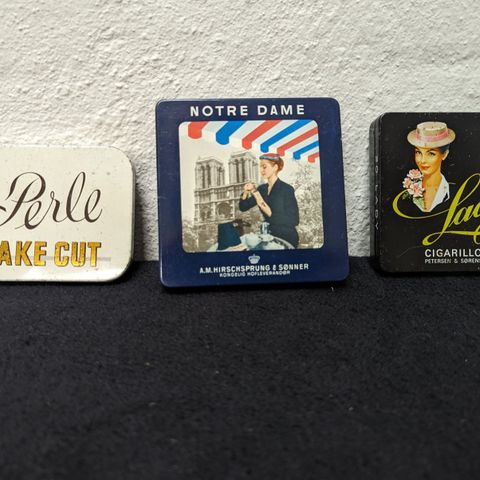 Perle
AKE CUT
NOTRE DAME
A.M. HIRSCHSPRUNG & SØNNER
KONGELIG HOFLEVERANDØR
La
CIGARILLO
PETERSEN & SØREN